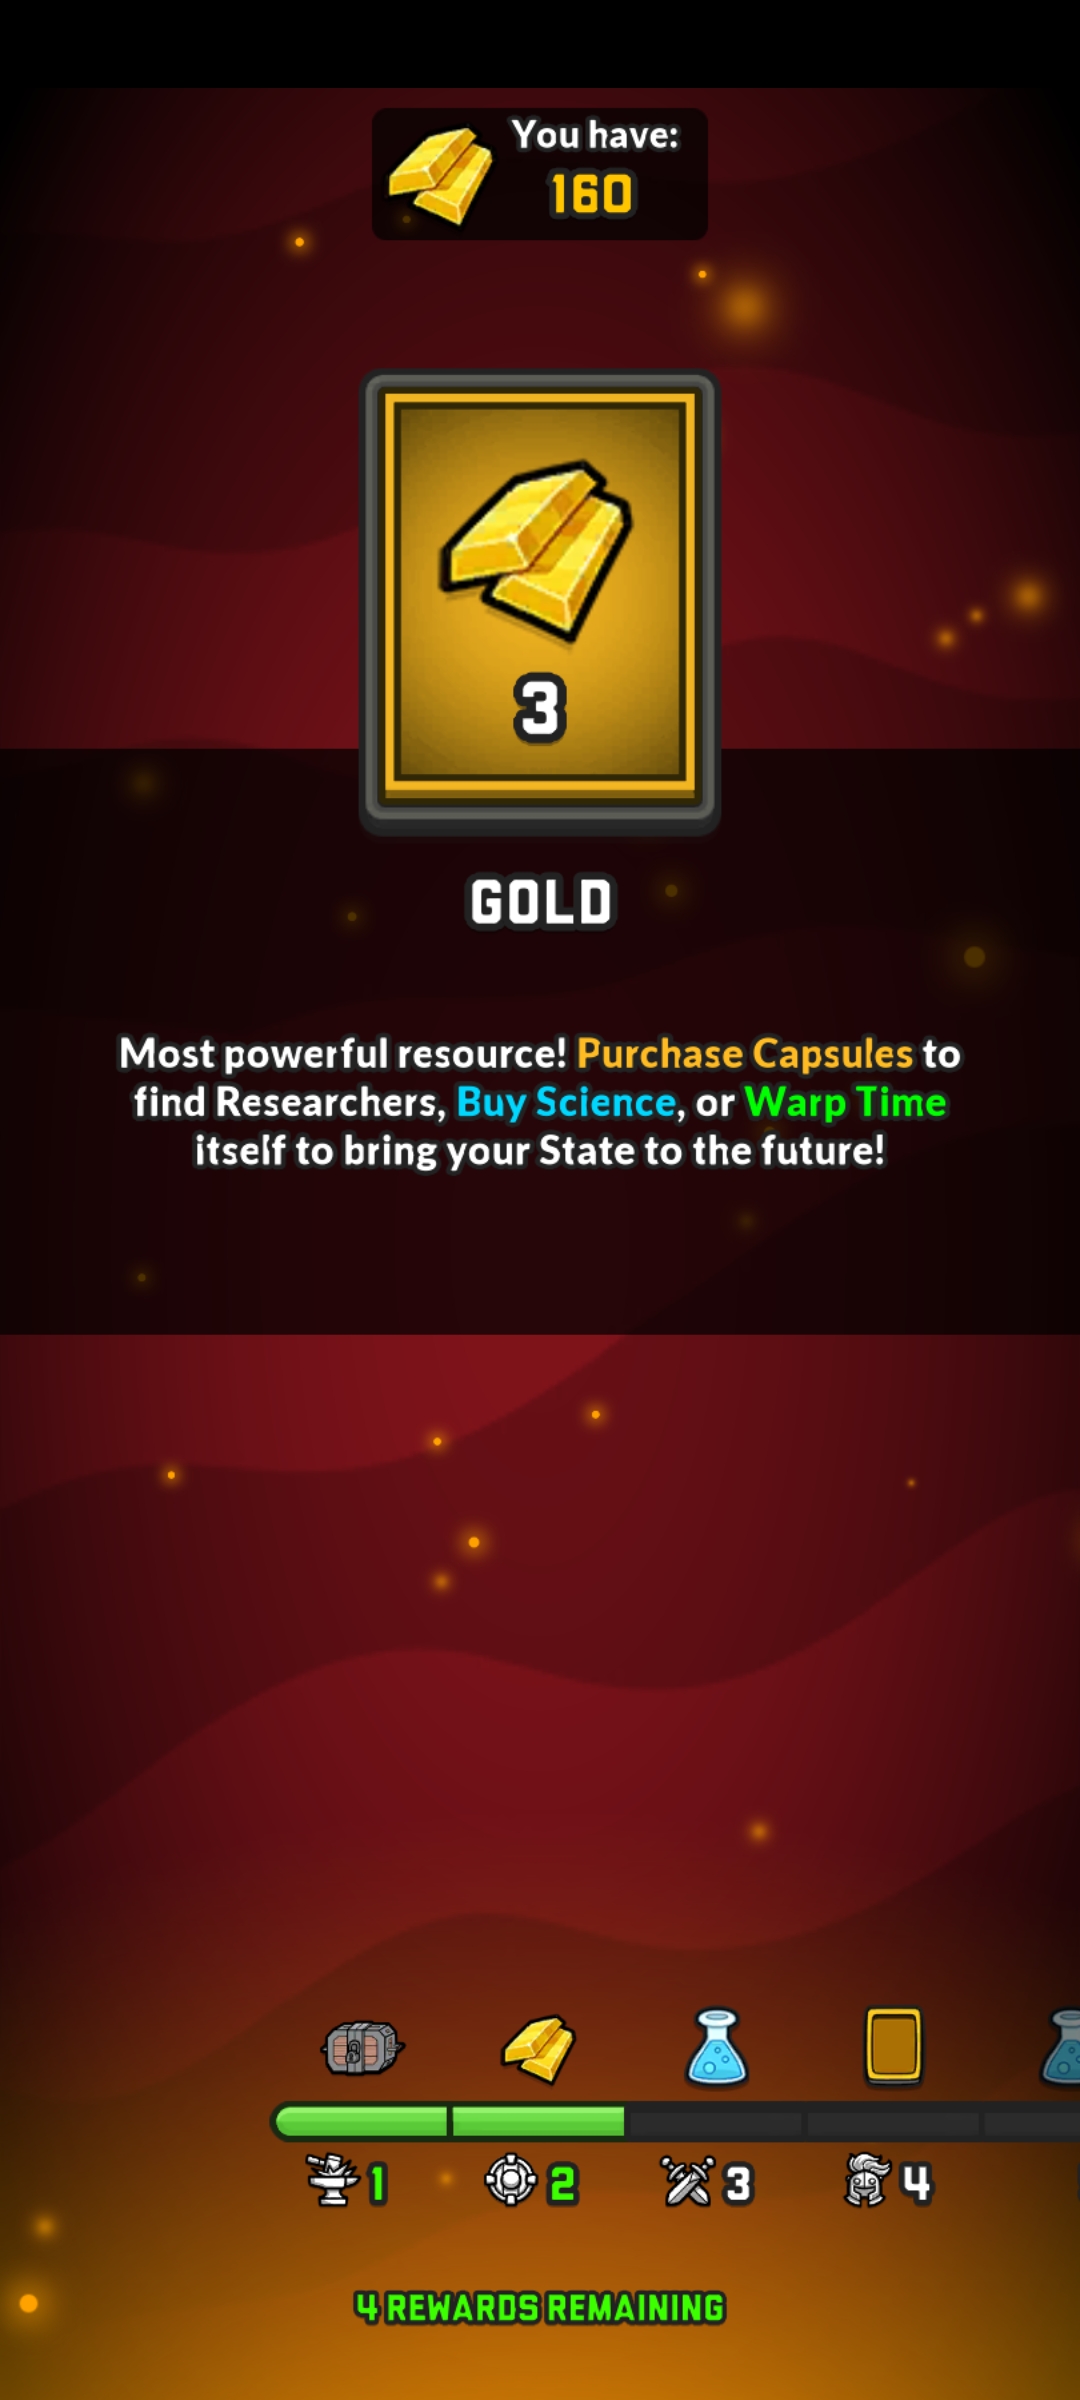 You have:
160
3
GOLD
Most powerful resource! Purchase Capsules to
find Researchers, Buy Science, or Warp Time
itself to bring your State to the future!
1 2 3 4
4 REWARDS REMAINING